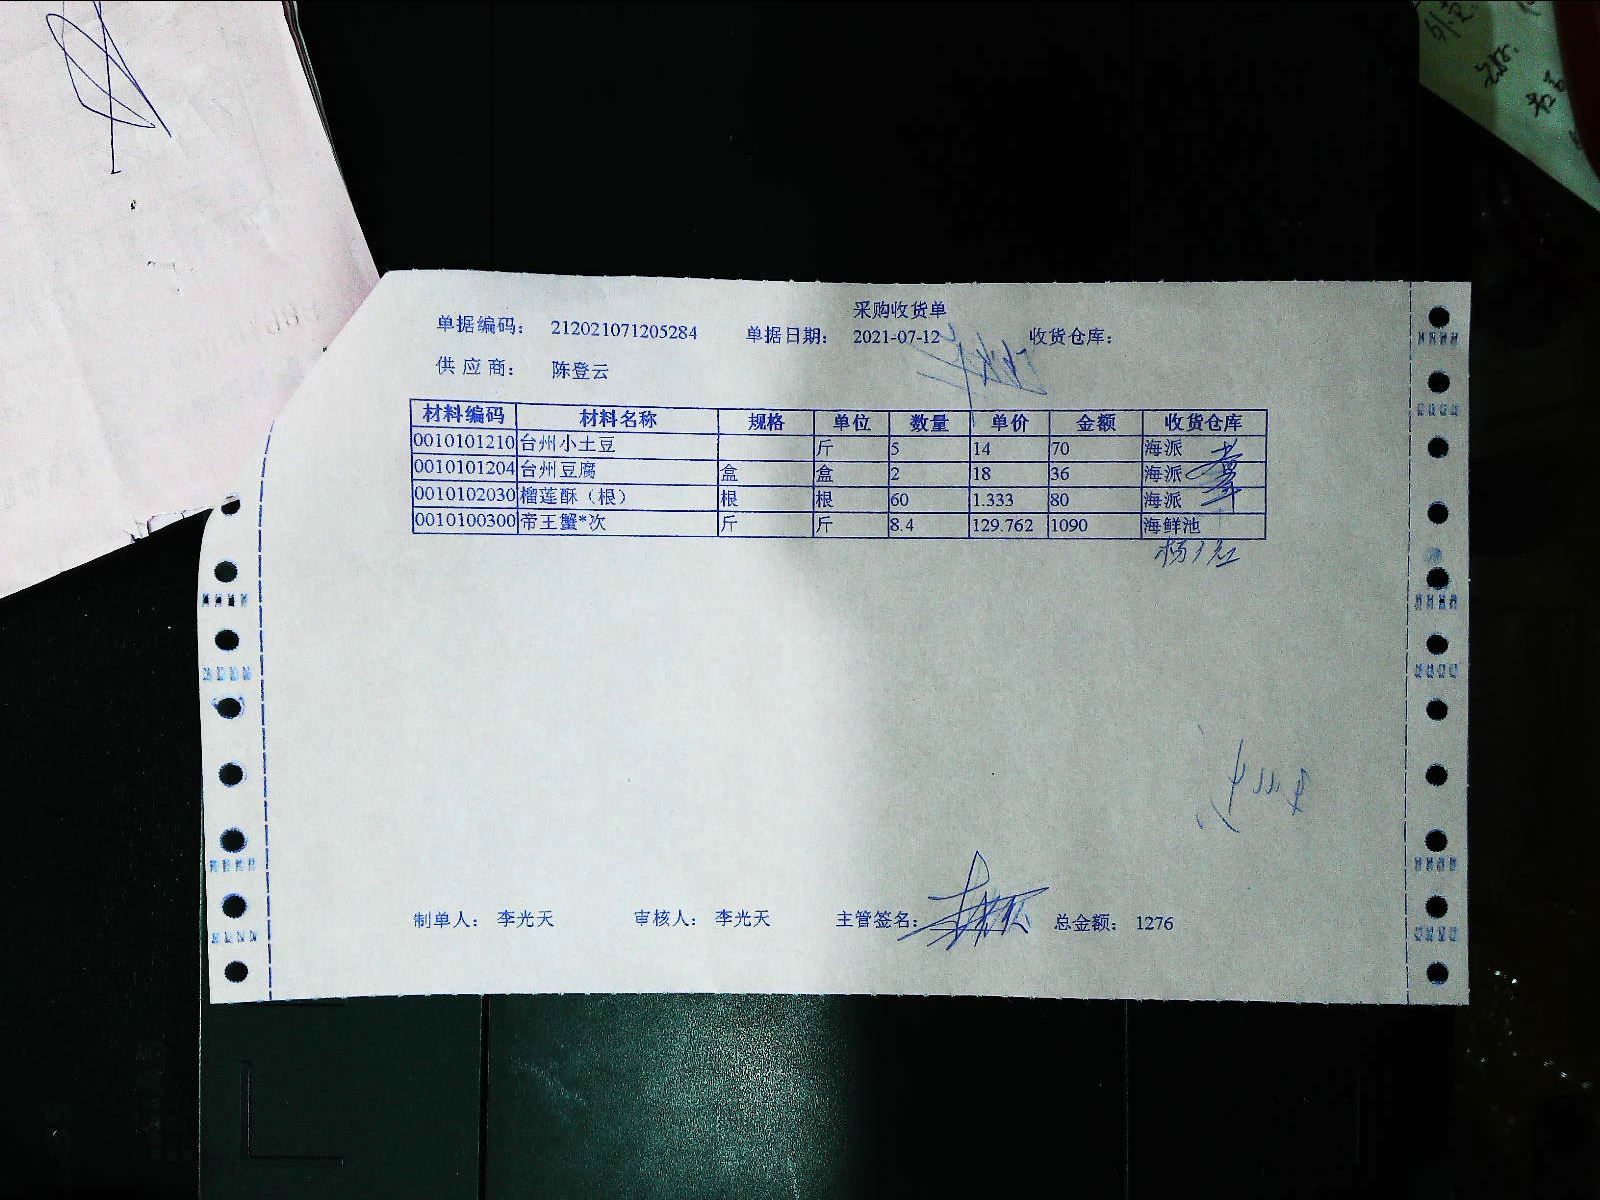 采购收货单
单据编码： 212021071205284 单据日期： 2021-07-12 收货仓库：
供应商： 陈登云
材料编码 材料名称 规格 单位 数量 单价 金额 收货仓库
0010101210 台州小土豆 斤 5 14 70 海派
0010101204 台州豆腐 盒 盒 2 18 36 海派
0010102030 榴莲酥（根） 根 根 60 1.333 80 海派
0010100300 帝王蟹*次 斤 斤 8.4 129.762 1090 海鲜池
制单人： 李光天 审核人： 李光天 主管签名： 总金额： 1276